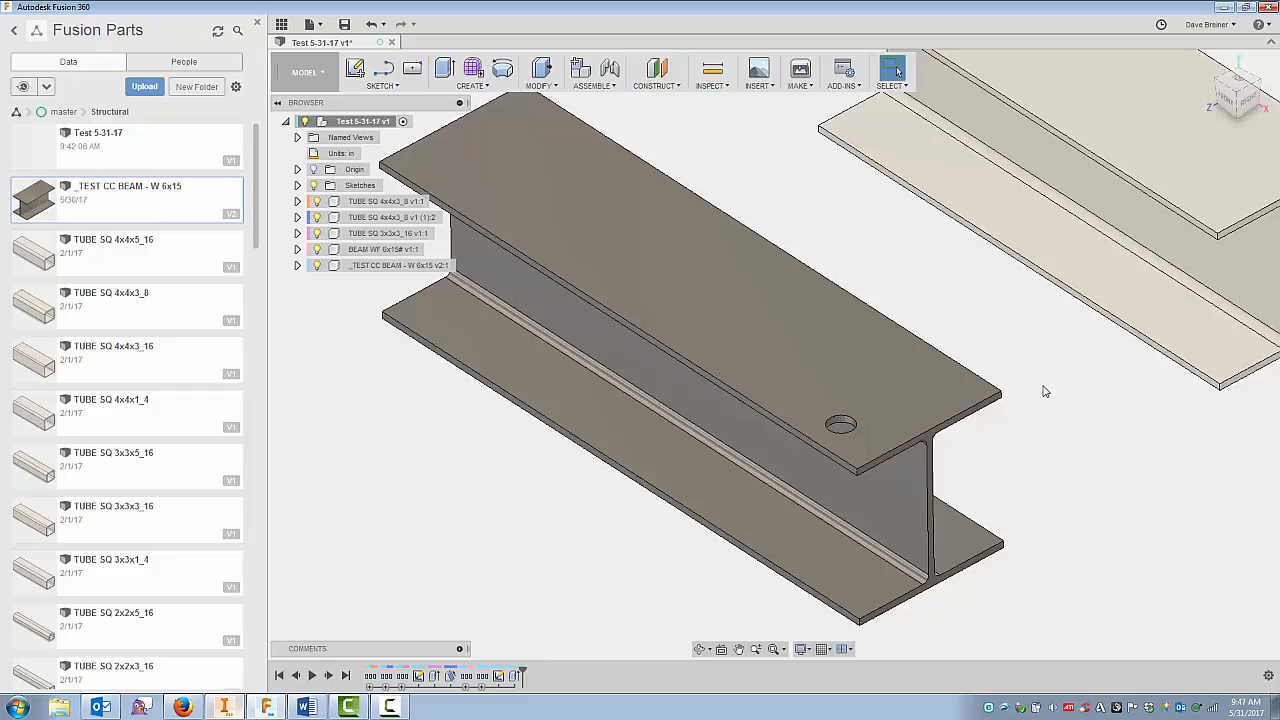 Autodesk Fusion 360
Fusion Parts
Data
People
Upload
New Folder
master
Structural
Test 5-31-17
9:42:06 AM
V1
_TEST CC BEAM - W 6x15
5/30/17
V2
TUBE SQ 4x4x5_16
2/1/17
V1
TUBE SQ 4x4x3_8
2/1/17
V1
TUBE SQ 4x4x3_16
2/1/17
V1
TUBE SQ 4x4x1_4
2/1/17
V1
TUBE SQ 3x3x5_16
2/1/17
V1
TUBE SQ 3x3x3_16
2/1/17
V1
TUBE SQ 3x3x1_4
2/1/17
V1
TUBE SQ 2x2x5_16
2/1/17
V1
TUBE SQ 2x2x3_16
2/1/17
V1
Dave Breiner
Test 5-31-17 v1*
MODEL
SKETCH
CREATE
MODIFY
ASSEMBLE
CONSTRUCT
INSPECT
INSERT
MAKE
ADD-INS
SELECT
BROWSER
Test 5-31-17 v1
Named Views
Units: in
Origin
Sketches
TUBE SQ 4x4x3_8 v1:1
TUBE SQ 4x4x3_8 v1 (1):2
TUBE SQ 3x3x3_16 v1:1
BEAM WF 6x15# v1:1
_TEST CC BEAM - W 6x15 v2:1
FRONT
RIGHT
Z
X
COMMENTS
9:47 AM
5/31/2017